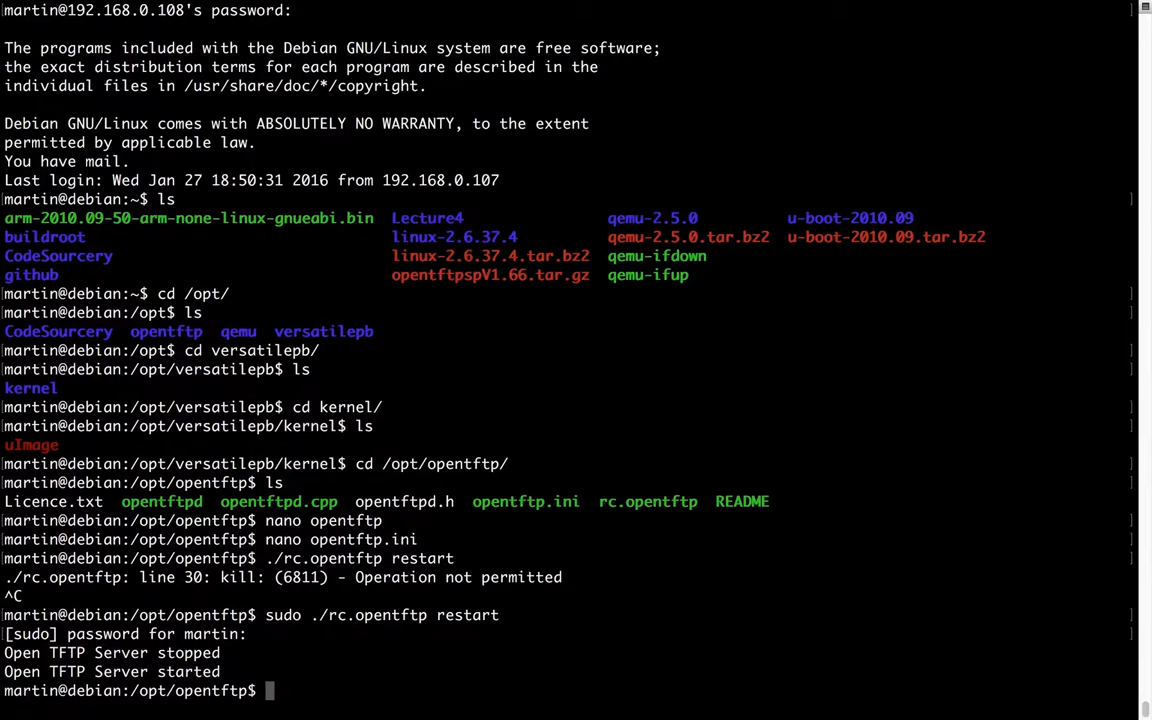 martin@192.168.0.108's password:
The programs included with the Debian GNU/Linux system are free software;
the exact distribution terms for each program are described in the
individual files in /usr/share/doc/*/copyright.
Debian GNU/Linux comes with ABSOLUTELY NO WARRANTY, to the extent
permitted by applicable law.
You have mail.
Last login: Wed Jan 27 18:50:31 2016 from 192.168.0.107
martin@debian:~$ ls
arm-2010.09-50-arm-none-linux-gnueabi.bin Lecture4 qemu-2.5.0 u-boot-2010.09
buildroot linux-2.6.37.4 qemu-2.5.0.tar.bz2 u-boot-2010.09.tar.bz2
CodeSourcery linux-2.6.37.4.tar.bz2 qemu-ifdown
github opentftpspV1.66.tar.gz qemu-ifup
martin@debian:~$ cd /opt/
martin@debian:/opt$ ls
CodeSourcery opentftp qemu versatilepb
martin@debian:/opt$ cd versatilepb/
martin@debian:/opt/versatilepb$ ls
kernel
martin@debian:/opt/versatilepb$ cd kernel/
martin@debian:/opt/versatilepb/kernel$ ls
uImage
martin@debian:/opt/versatilepb/kernel$ cd /opt/opentftp/
martin@debian:/opt/opentftp$ ls
Licence.txt opentftpd opentftpd.cpp opentftpd.h opentftp.ini rc.opentftp README
martin@debian:/opt/opentftp$ nano opentftp
martin@debian:/opt/opentftp$ nano opentftp.ini
martin@debian:/opt/opentftp$ ./rc.opentftp restart
./rc.opentftp: line 30: kill: (6811) - Operation not permitted
^C
martin@debian:/opt/opentftp$ sudo ./rc.opentftp restart
[sudo] password for martin:
Open TFTP Server stopped
Open TFTP Server started
martin@debian:/opt/opentftp$